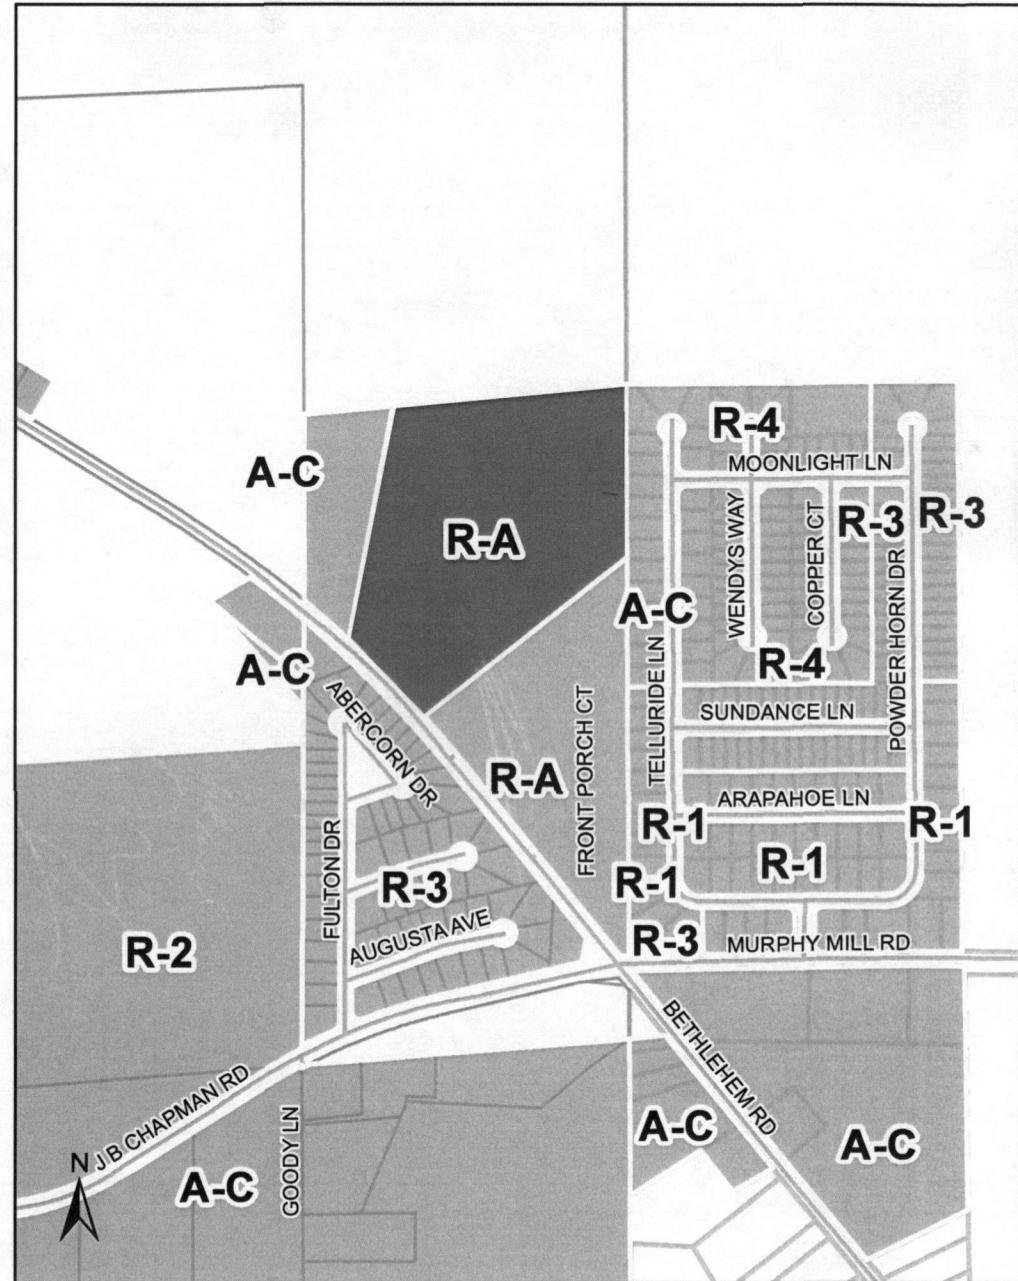 R-4
MOONLIGHT LN
A-C
WENDYS WAY
COPPER CT
R-3
R-3
R-A
POWDER HORN DR
A-C
TELLURIDE LN
R-4
A-C
ABERCORN DR
SUNDANCE LN
R-A
FRONT PORCH CT
ARAPAHOE LN
R-1
R-1
R-1
R-1
FULTON DR
R-3
AUGUSTA AVE
R-3
MURPHY MILL RD
R-2
BETHLEHEM RD
J B CHAPMAN RD
GOODY LN
A-C
A-C
A-C
N